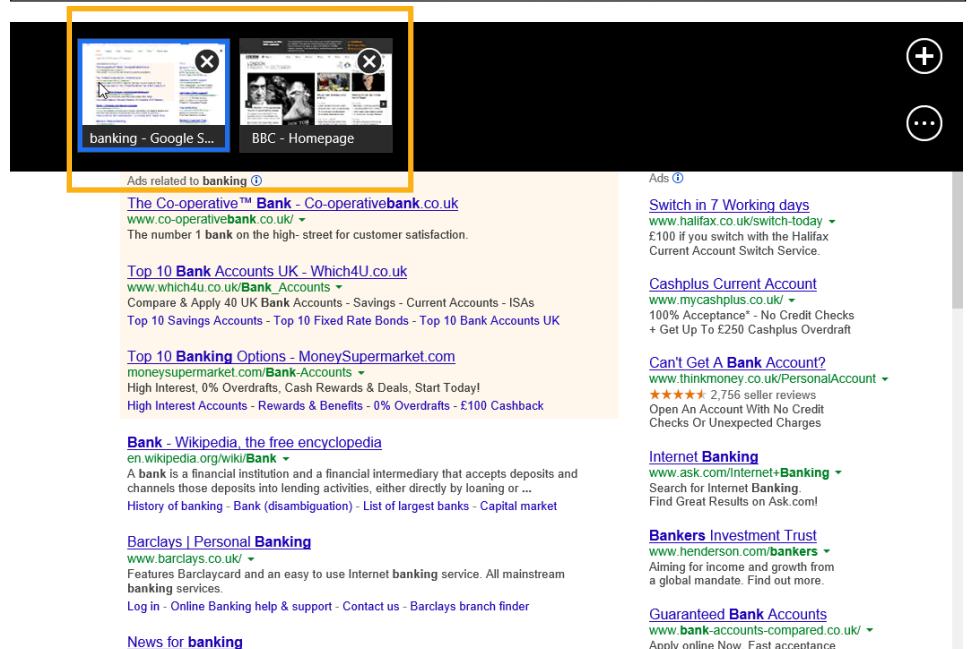 banking - Google S...
BBC - Homepage
Ads related to banking
The Co-operative™ Bank - Co-operativebank.co.uk
www.co-operativebank.co.uk/
The number 1 bank on the high- street for customer satisfaction.
Top 10 Bank Accounts UK - Which4U.co.uk
www.which4u.co.uk/Bank_Accounts
Compare & Apply 40 UK Bank Accounts - Savings - Current Accounts - ISAs
Top 10 Savings Accounts - Top 10 Fixed Rate Bonds - Top 10 Bank Accounts UK
Top 10 Banking Options - MoneySupermarket.com
moneysupermarket.com/Bank-Accounts
High Interest, 0% Overdrafts, Cash Rewards & Deals, Start Today!
High Interest Accounts - Rewards & Benefits - 0% Overdrafts - £100 Cashback
Bank - Wikipedia, the free encyclopedia
en.wikipedia.org/wiki/Bank
A bank is a financial institution and a financial intermediary that accepts deposits and
channels those deposits into lending activities, either directly by loaning or ...
History of banking - Bank (disambiguation) - List of largest banks - Capital market
Barclays | Personal Banking
www.barclays.co.uk/
Features Barclaycard and an easy to use Internet banking service. All mainstream
banking services.
Log in - Online Banking help & support - Contact us - Barclays branch finder
News for banking
Ads
Switch in 7 Working days
www.halifax.co.uk/switch-today
£100 if you switch with the Halifax
Current Account Switch Service.
Cashplus Current Account
www.mycashplus.co.uk/
100% Acceptance* - No Credit Checks
+ Get Up To £250 Cashplus Overdraft
Can't Get A Bank Account?
www.thinkmoney.co.uk/PersonalAccount
2,756 seller reviews
Open An Account With No Credit
Checks Or Unexpected Charges
Internet Banking
www.ask.com/Internet+Banking
Search for Internet Banking.
Find Great Results on Ask.com!
Bankers Investment Trust
www.henderson.com/bankers
Aiming for income and growth from
a global mandate. Find out more.
Guaranteed Bank Accounts
www.bank-accounts-compared.co.uk/
Apply online Now. Fast acceptance